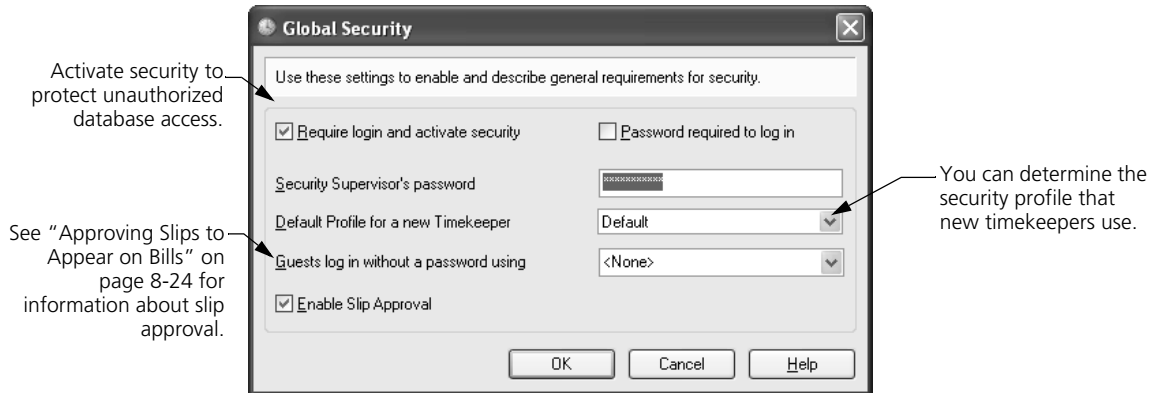 Global Security
Use these settings to enable and describe general requirements for security.
Activate security to
protect unauthorized
database access.
Require login and activate security
Password required to log in
Security Supervisor's password
***********
You can determine the
security profile that
new timekeepers use.
Default Profile for a new Timekeeper
Default
See “Approving Slips to
Appear on Bills” on
page 8-24 for
information about slip
approval.
Guests log in without a password using
<None>
Enable Slip Approval
OK
Cancel
Help